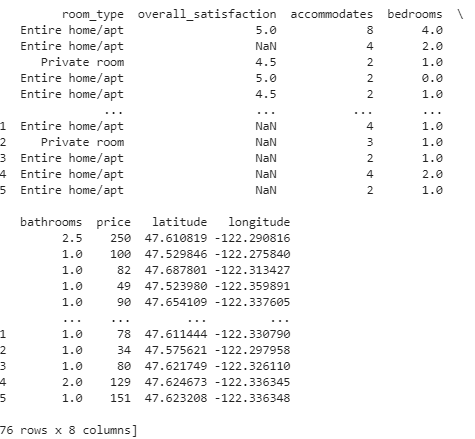 room_type overall_satisfaction accommodates bedrooms \
Entire home/apt 5.0 8 4.0
Entire home/apt NaN 4 2.0
Private room 4.5 2 1.0
Entire home/apt 5.0 2 0.0
Entire home/apt 4.5 2 1.0
... ... ... ...
1 Entire home/apt NaN 4 1.0
2 Private room NaN 3 1.0
3 Entire home/apt NaN 2 1.0
4 Entire home/apt NaN 4 2.0
5 Entire home/apt NaN 2 1.0
bathrooms price latitude longitude
2.5 250 47.610819 -122.290816
1.0 100 47.529846 -122.275840
1.0 82 47.687801 -122.313427
1.0 49 47.523980 -122.359891
1.0 90 47.654109 -122.337605
... ... ... ...
1 1.0 78 47.611444 -122.330790
2 1.0 34 47.575621 -122.297958
3 1.0 80 47.621749 -122.326110
4 2.0 129 47.624673 -122.336345
5 1.0 151 47.623208 -122.336348
76 rows x 8 columns]